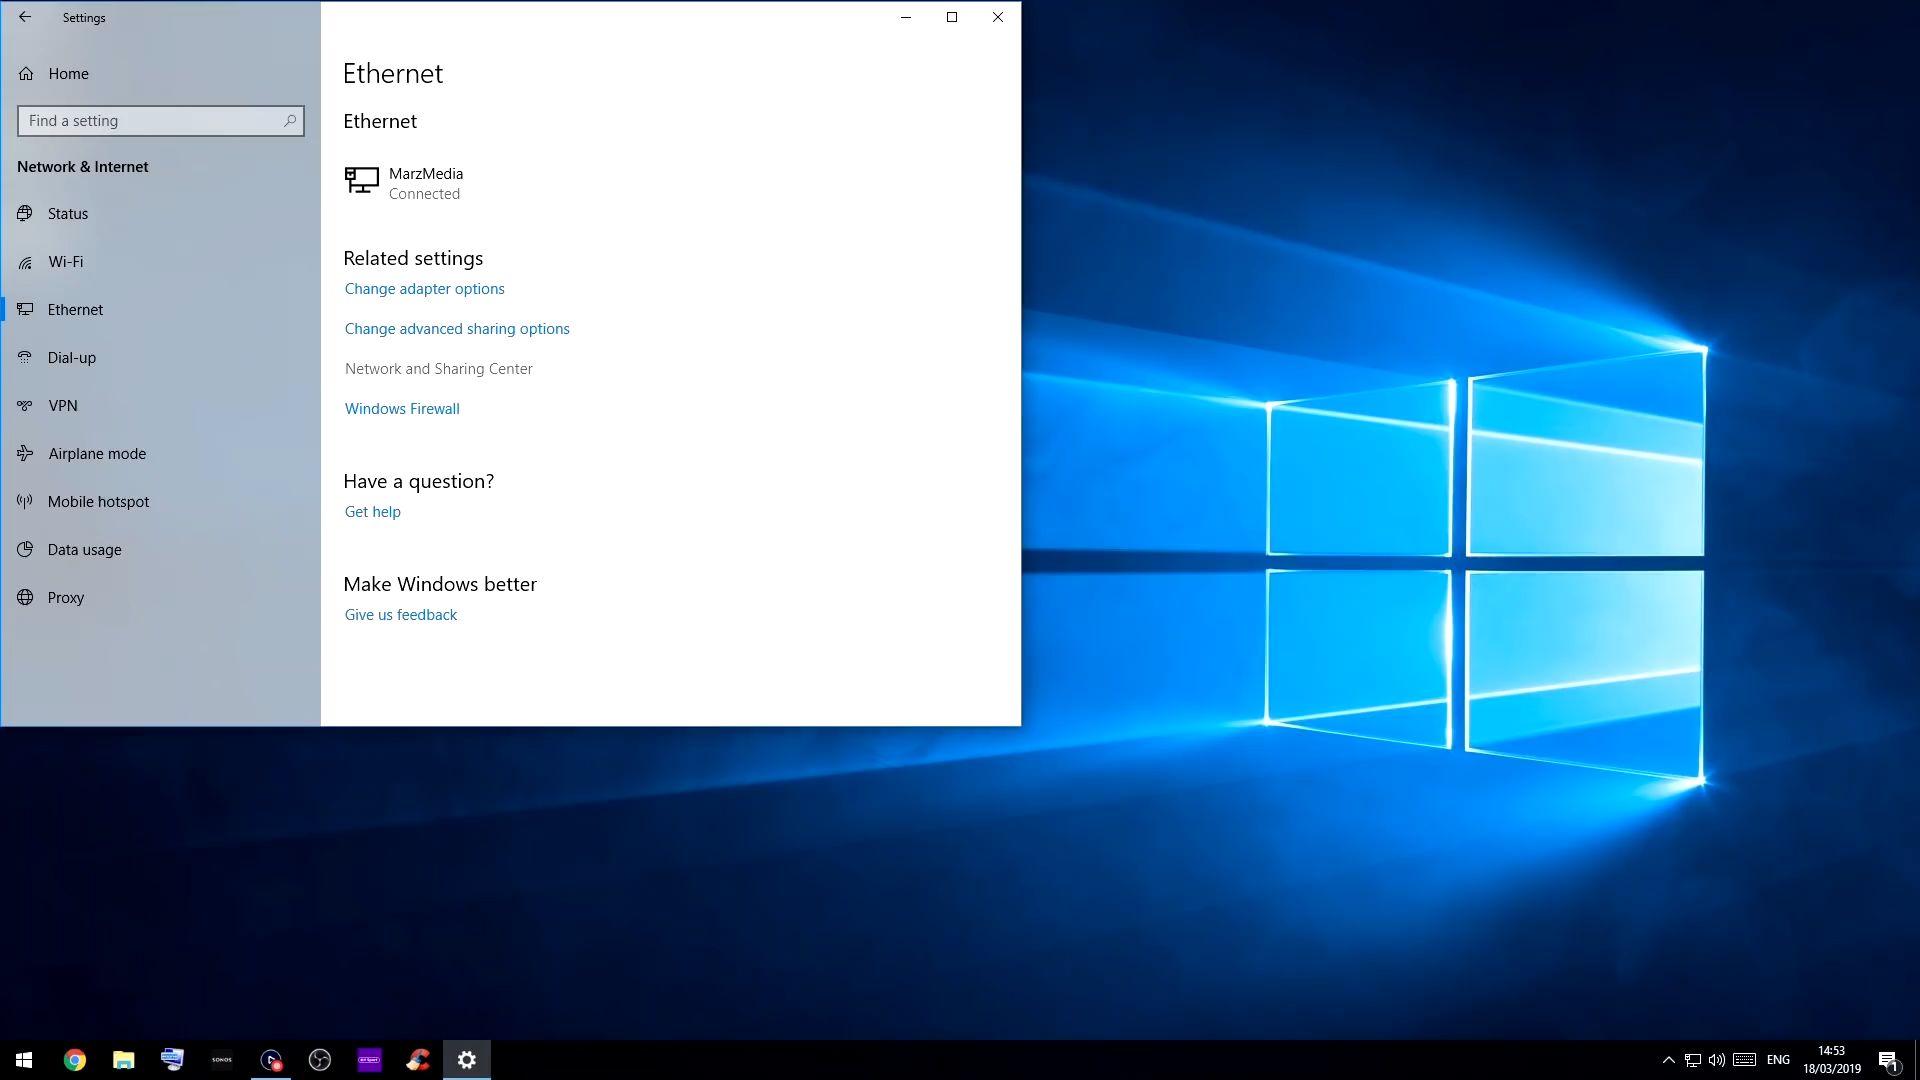 Settings
Home
Find a setting
Network & Internet
Status
Wi-Fi
Ethernet
Dial-up
VPN
Airplane mode
Mobile hotspot
Data usage
Proxy
Ethernet
Ethernet
MarzMedia
Connected
Related settings
Change adapter options
Change advanced sharing options
Network and Sharing Center
Windows Firewall
Have a question?
Get help
Make Windows better
Give us feedback
SONOS
ENG
14:53
18/03/2019
1